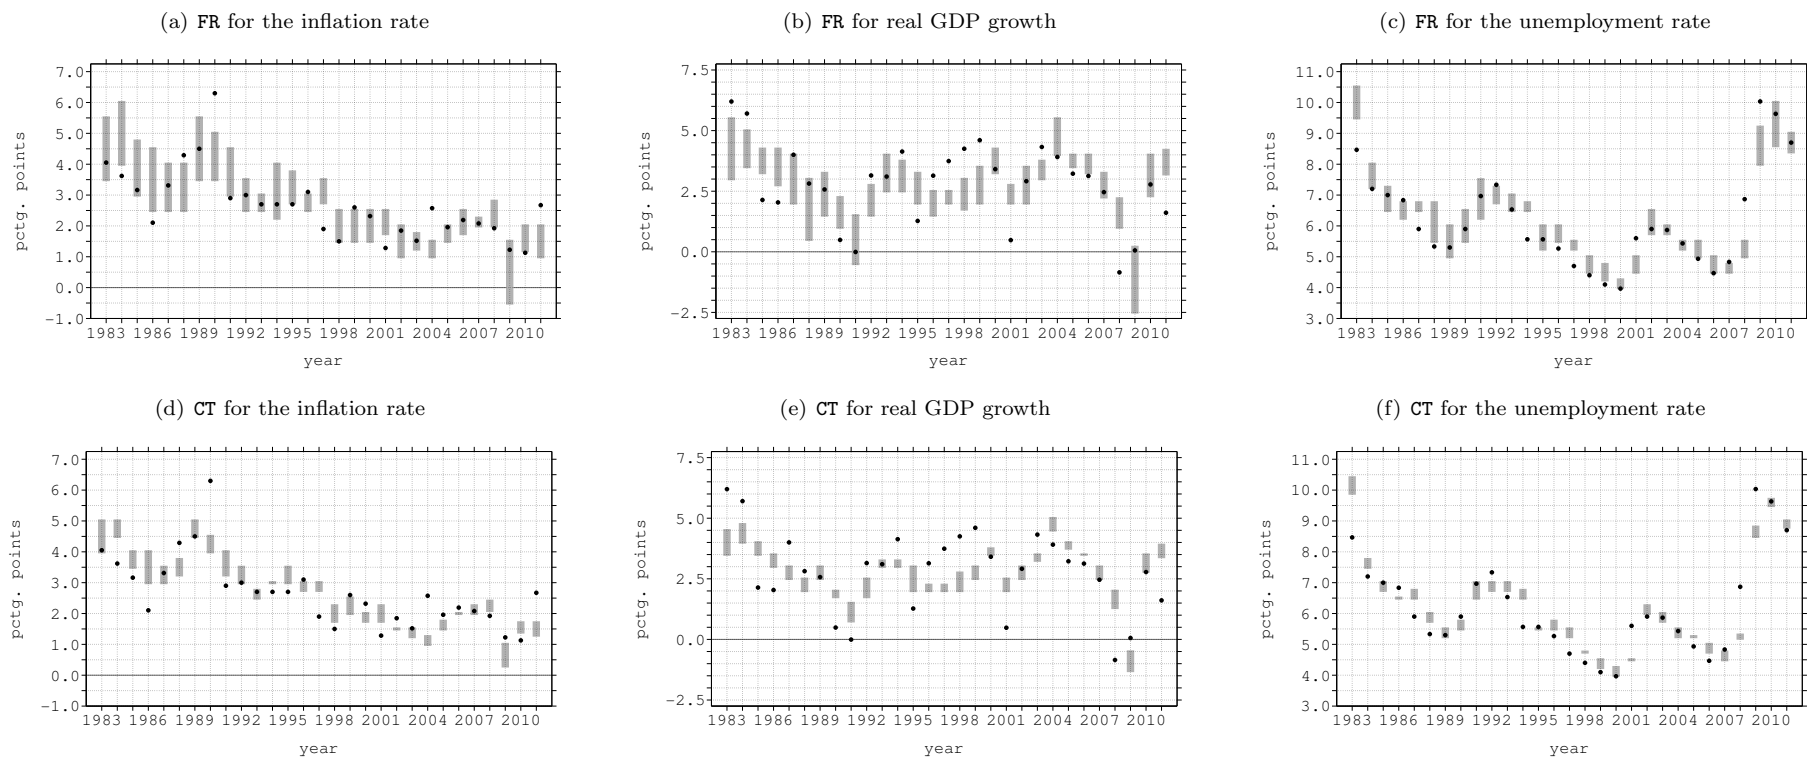 (a) FR for the inflation rate
(b) FR for real GDP growth
(c) FR for the unemployment rate
pctg. points
7.0
6.0
5.0
4.0
3.0
2.0
1.0
0.0
-1.0
1983 1986 1989 1992 1995 1998 2001 2004 2007 2010
year
pctg. points
7.5
5.0
2.5
0.0
-2.5
1983 1986 1989 1992 1995 1998 2001 2004 2007 2010
year
pctg. points
11.0
10.0
9.0
8.0
7.0
6.0
5.0
4.0
3.0
1983 1986 1989 1992 1995 1998 2001 2004 2007 2010
year
(d) CT for the inflation rate
(e) CT for real GDP growth
(f) CT for the unemployment rate
pctg. points
7.0
6.0
5.0
4.0
3.0
2.0
1.0
0.0
-1.0
1983 1986 1989 1992 1995 1998 2001 2004 2007 2010
year
pctg. points
7.5
5.0
2.5
0.0
-2.5
1983 1986 1989 1992 1995 1998 2001 2004 2007 2010
year
pctg. points
11.0
10.0
9.0
8.0
7.0
6.0
5.0
4.0
3.0
1983 1986 1989 1992 1995 1998 2001 2004 2007 2010
year